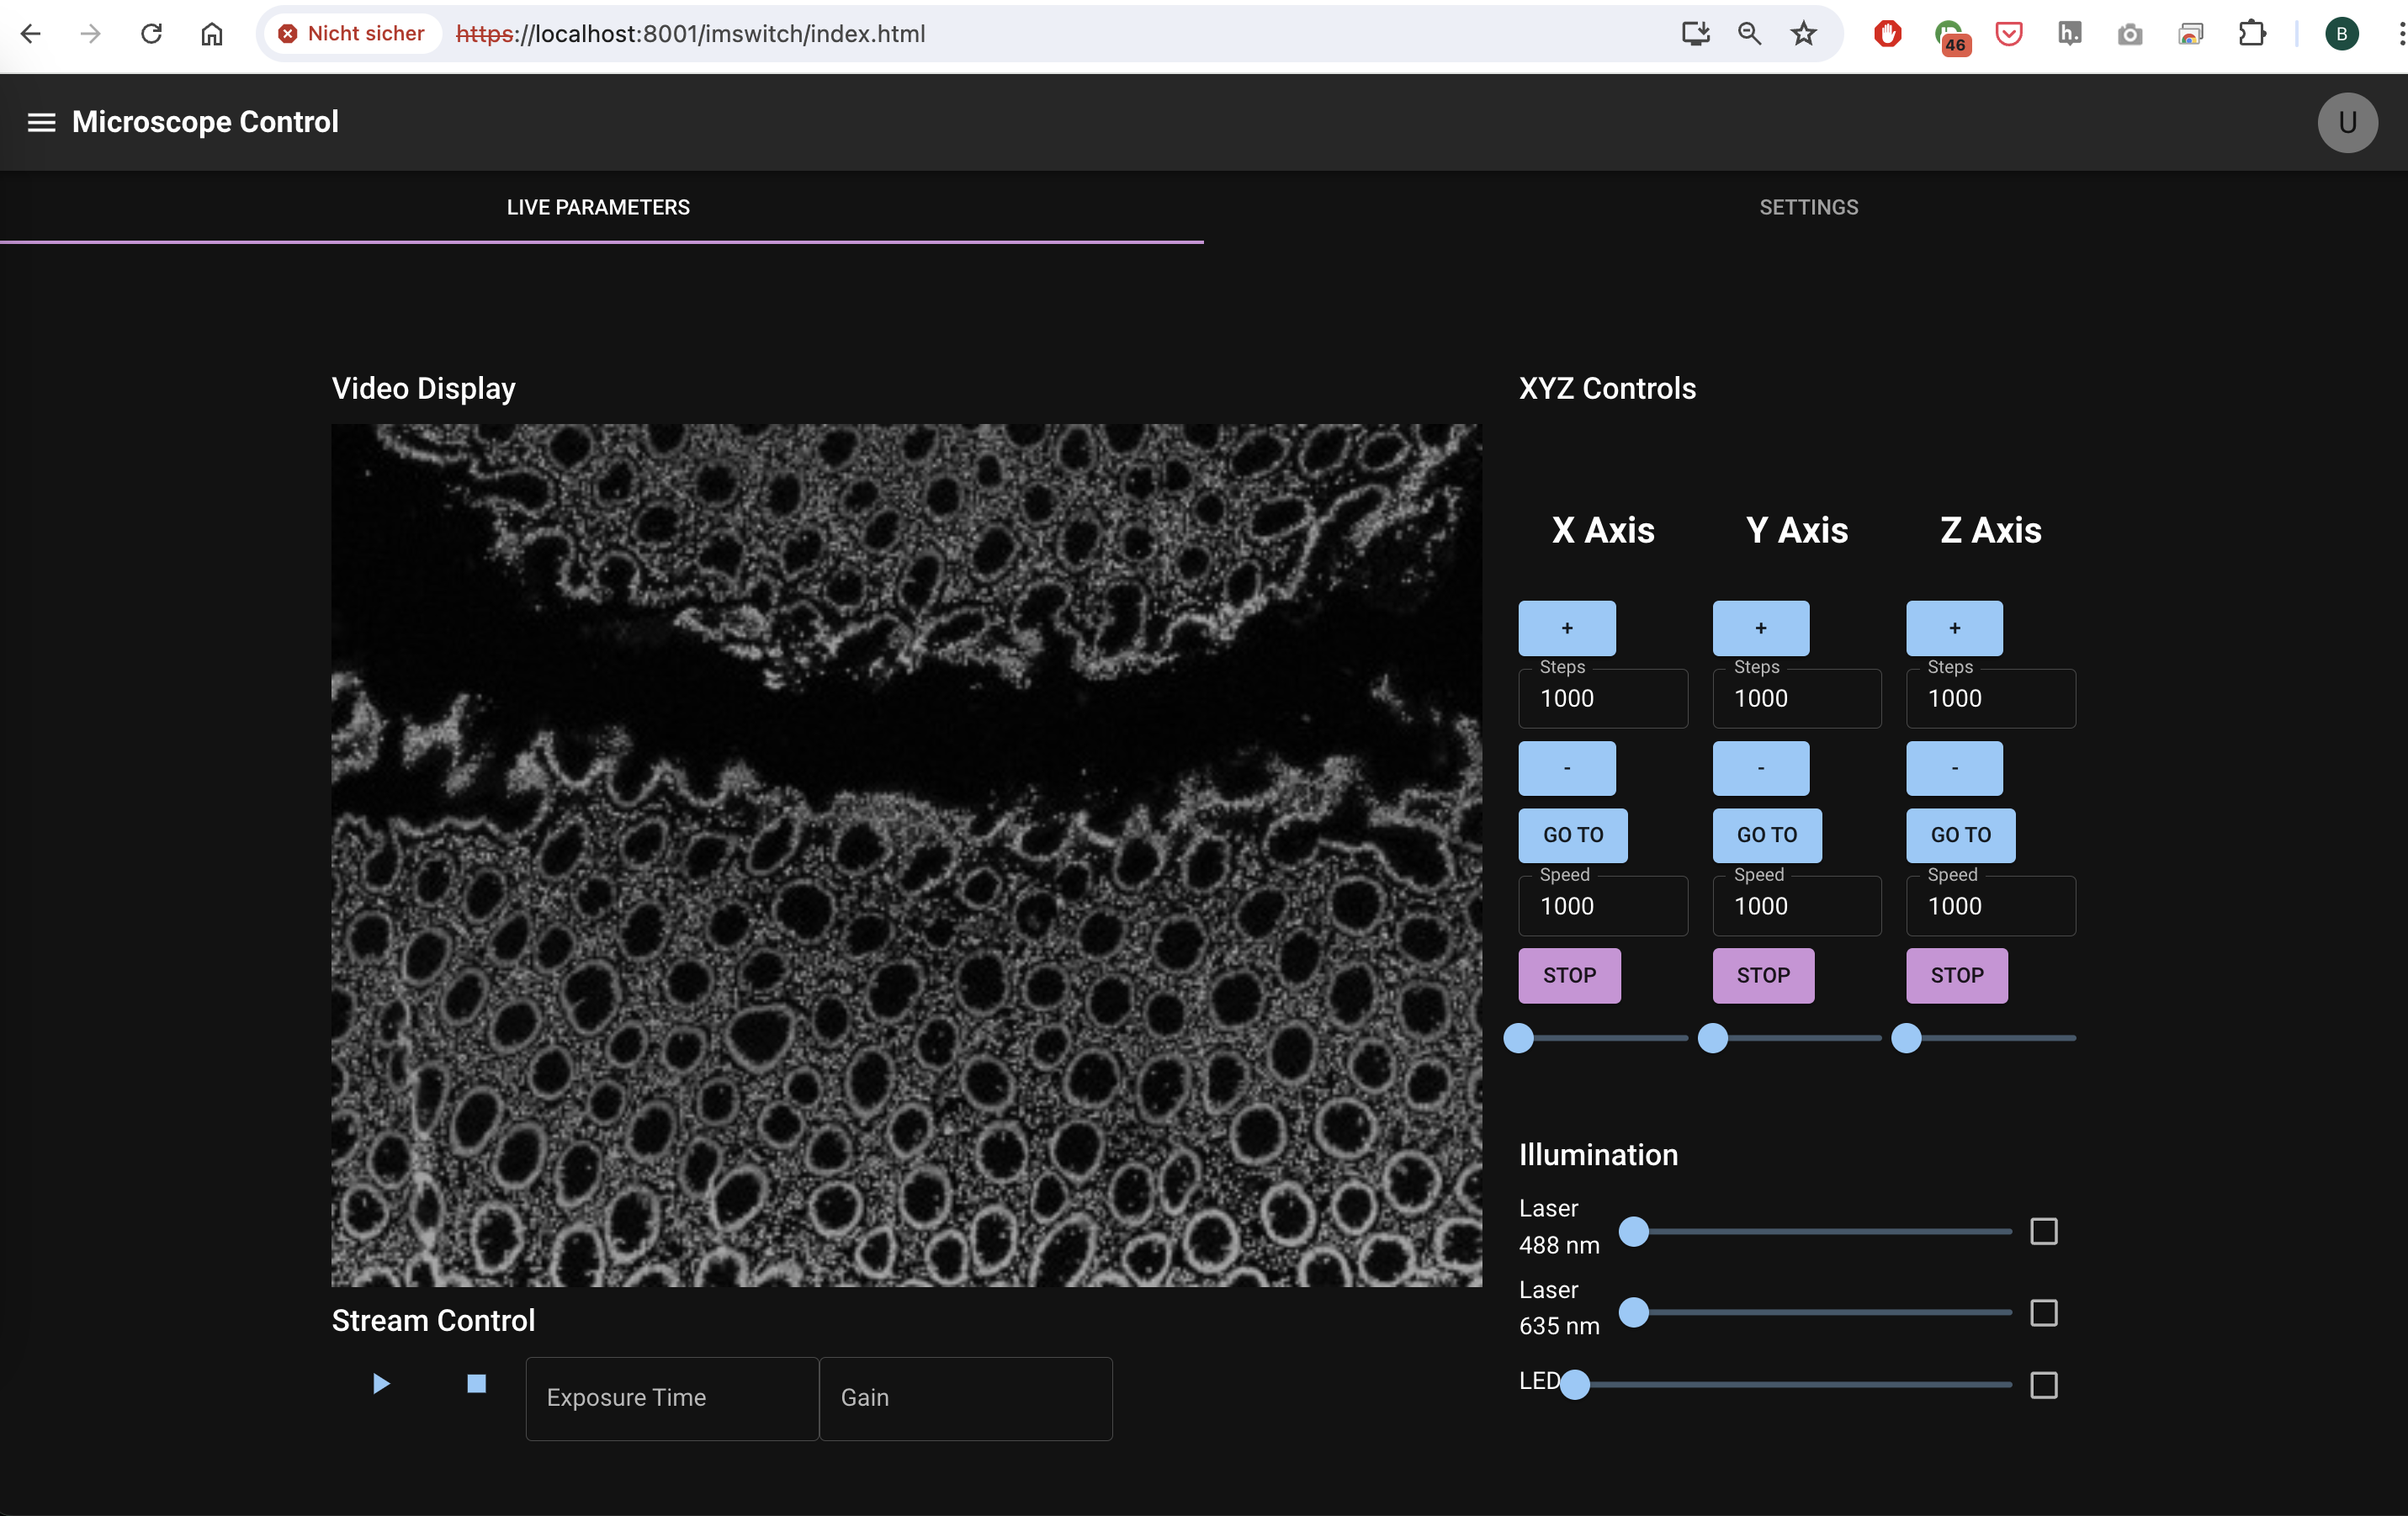 Nicht sicher https://localhost:8001/imswitch/index.html h. 46 B
Microscope Control U
LIVE PARAMETERS SETTINGS
Video Display
XYZ Controls
X Axis Y Axis Z Axis
+ + +
Steps Steps Steps
1000 1000 1000
- - -
GO TO GO TO GO TO
Speed Speed Speed
1000 1000 1000
STOP STOP STOP
Illumination
Laser
488 nm
Laser
635 nm
LED
Stream Control
Exposure Time Gain